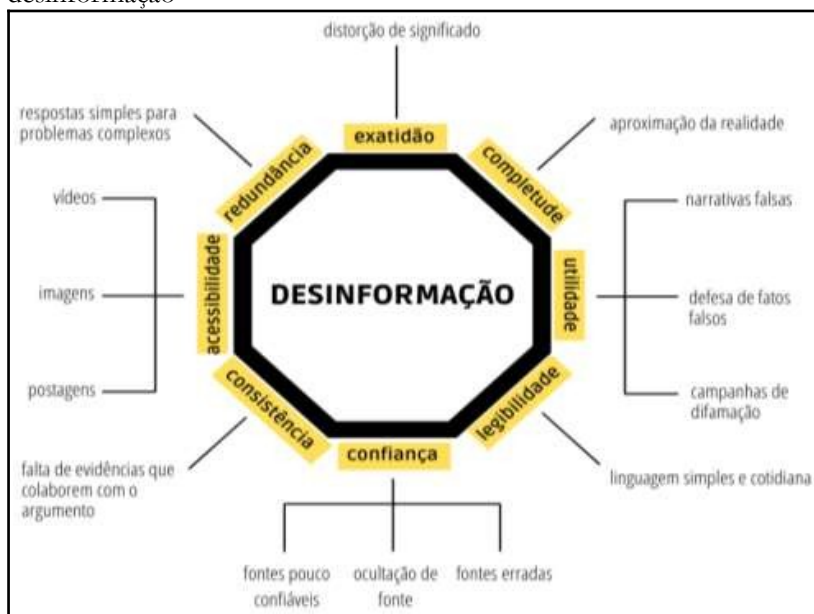 desinformação
distorção de significado
respostas simples para
problemas complexos
exatidão
aproximação da realidade
redundância
completude
vídeos
narrativas falsas
acessibilidade
utilidade
imagens
DESINFORMAÇÃO
defesa de fatos
falsos
postagens
campanhas de
difamação
consistência
legibilidade
confiança
falta de evidências que
colaborem com o
argumento
linguagem simples e cotidiana
fontes pouco
confiáveis
ocultação de
fonte
fontes erradas